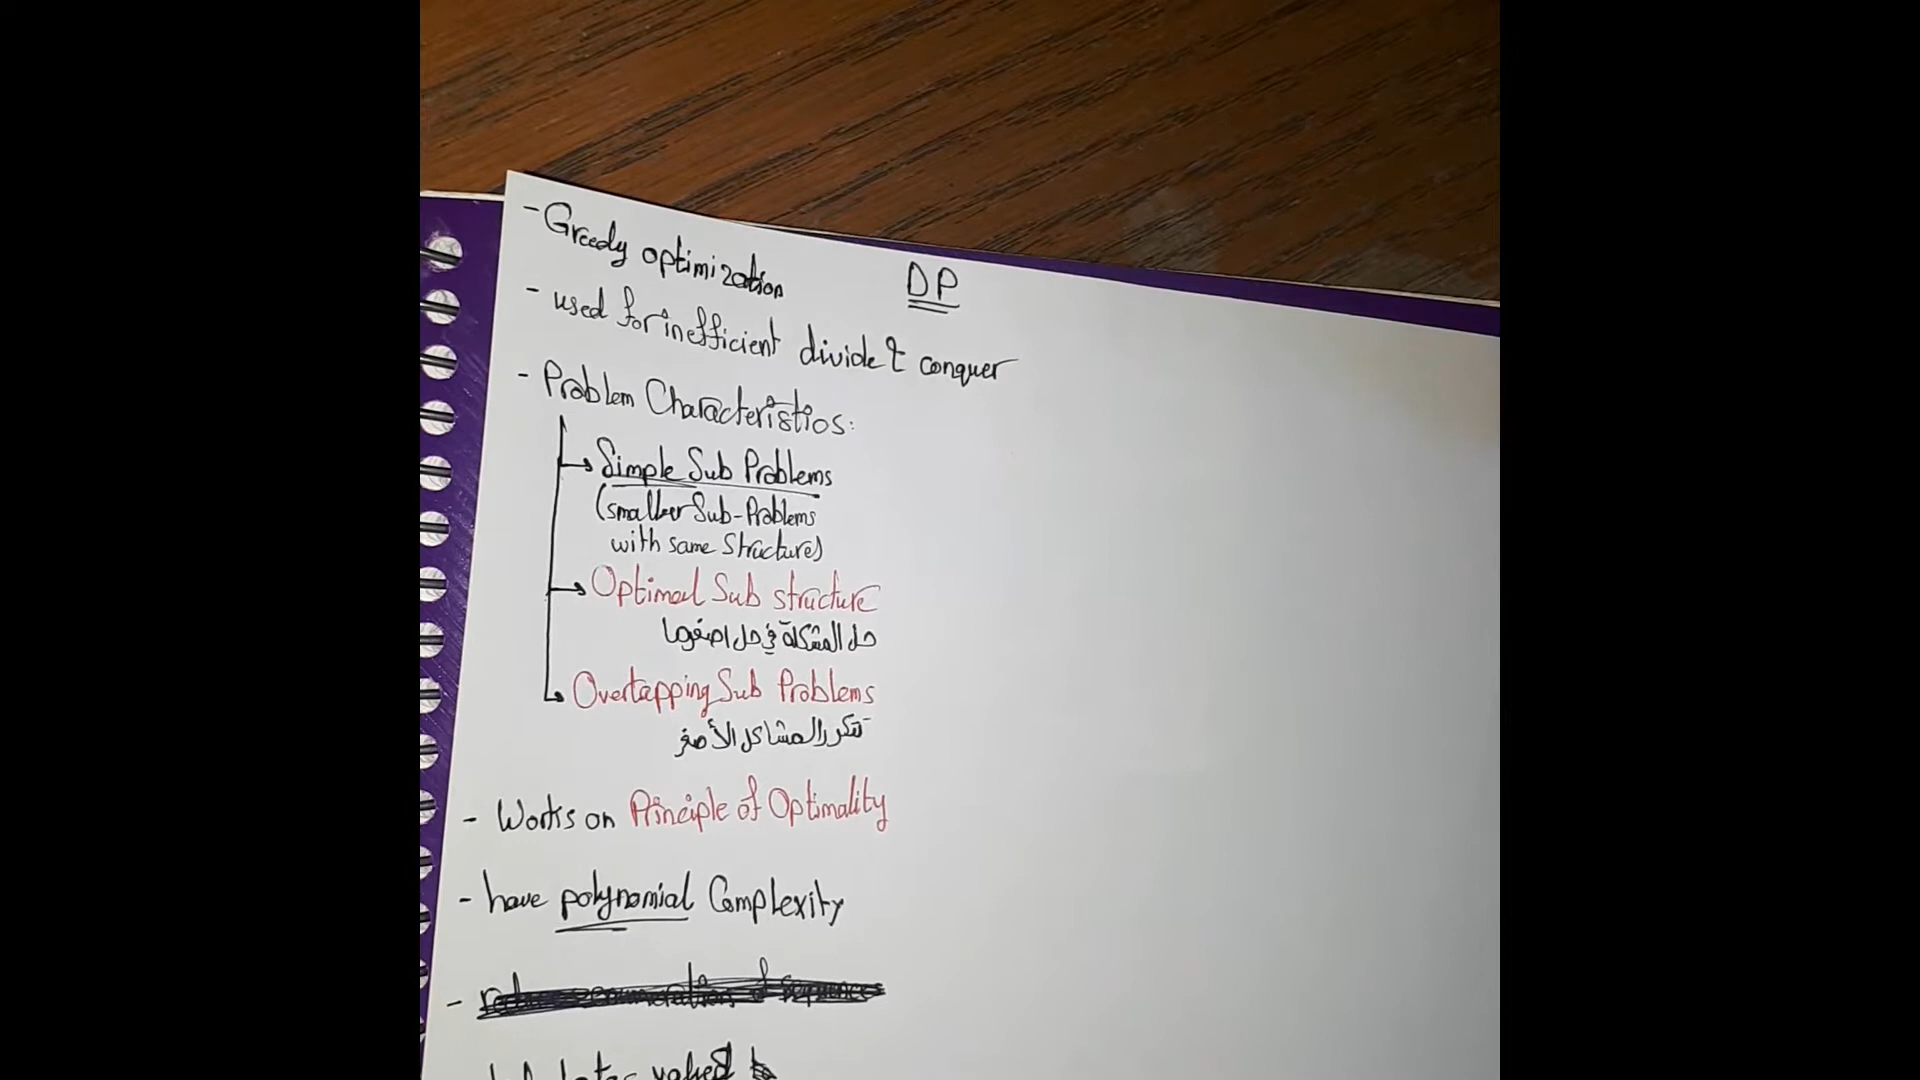 DP
- Greedy optimization
- used for inefficient divide & conquer
- Problem Characteristics:
Simple Sub Problems
(smaller Sub-Problems
with same Structure)
Optimal Sub structure
حل المشكلة في حل اصغرها
Overlapping Sub Problems
تتكرر المشاكل الأصغر
- Works on Principle of Optimality
- have polynomial Complexity
-